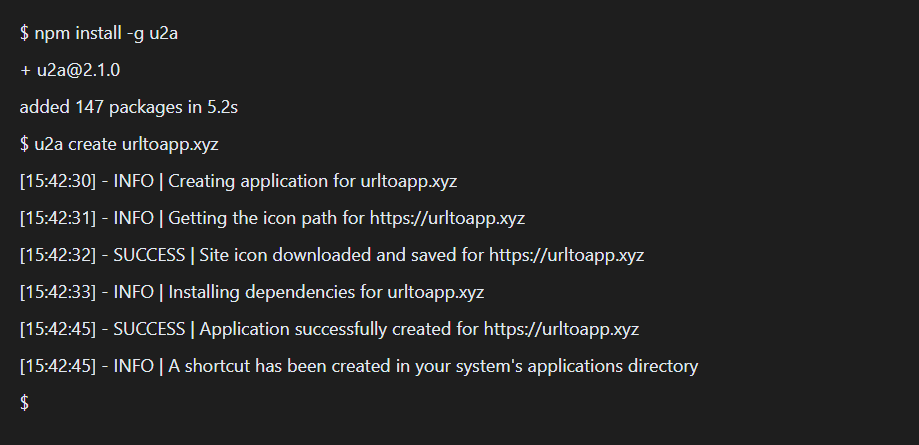 $ npm install -g u2a
+ u2a@2.1.0
added 147 packages in 5.2s
$ u2a create urltoapp.xyz
[15:42:30] - INFO | Creating application for urltoapp.xyz
[15:42:31] - INFO | Getting the icon path for https://urltoapp.xyz
[15:42:32] - SUCCESS | Site icon downloaded and saved for https://urltoapp.xyz
[15:42:33] - INFO | Installing dependencies for urltoapp.xyz
[15:42:45] - SUCCESS | Application successfully created for https://urltoapp.xyz
[15:42:45] - INFO | A shortcut has been created in your system's applications directory
$